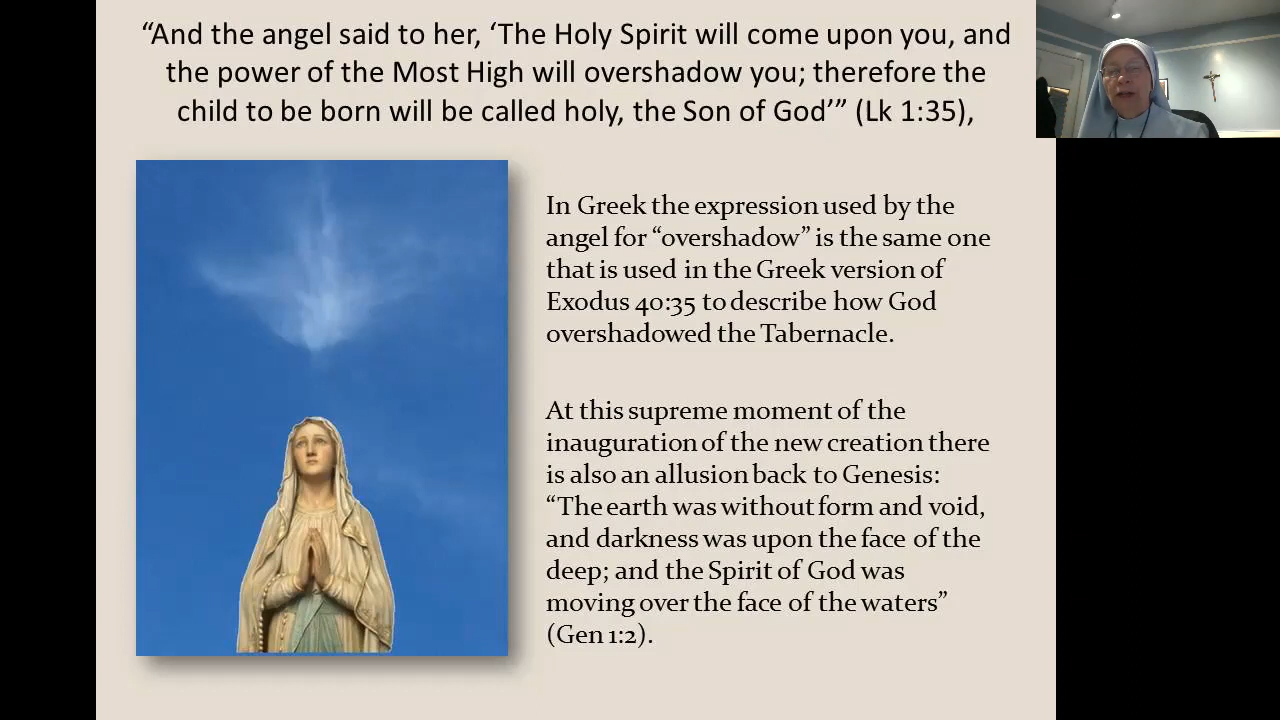 “And the angel said to her, ‘The Holy Spirit will come upon you, and
the power of the Most High will overshadow you; therefore the
child to be born will be called holy, the Son of God’” (Lk 1:35),
In Greek the expression used by the
angel for “overshadow” is the same one
that is used in the Greek version of
Exodus 40:35 to describe how God
overshadowed the Tabernacle.
At this supreme moment of the
inauguration of the new creation there
is also an allusion back to Genesis:
“The earth was without form and void,
and darkness was upon the face of the
deep; and the Spirit of God was
moving over the face of the waters”
(Gen 1:2).